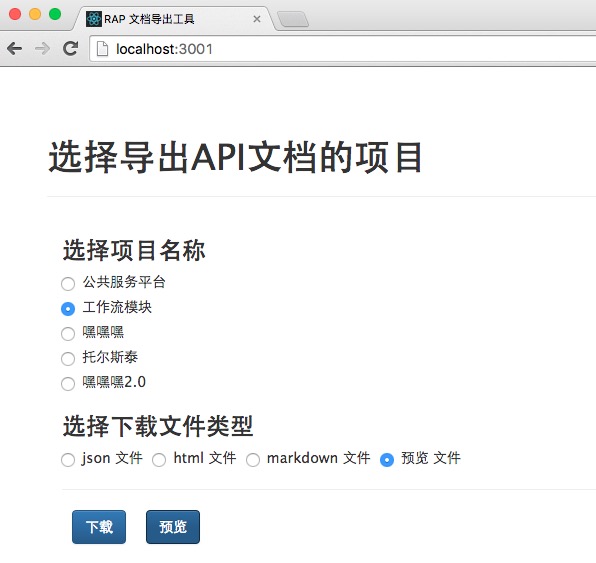 RAP 文档导出工具
localhost:3001
选择导出API文档的项目
选择项目名称
公共服务平台
工作流模块
嘿嘿嘿
托尔斯泰
嘿嘿嘿2.0
选择下载文件类型
json 文件 html 文件 markdown 文件 预览 文件
下载 预览